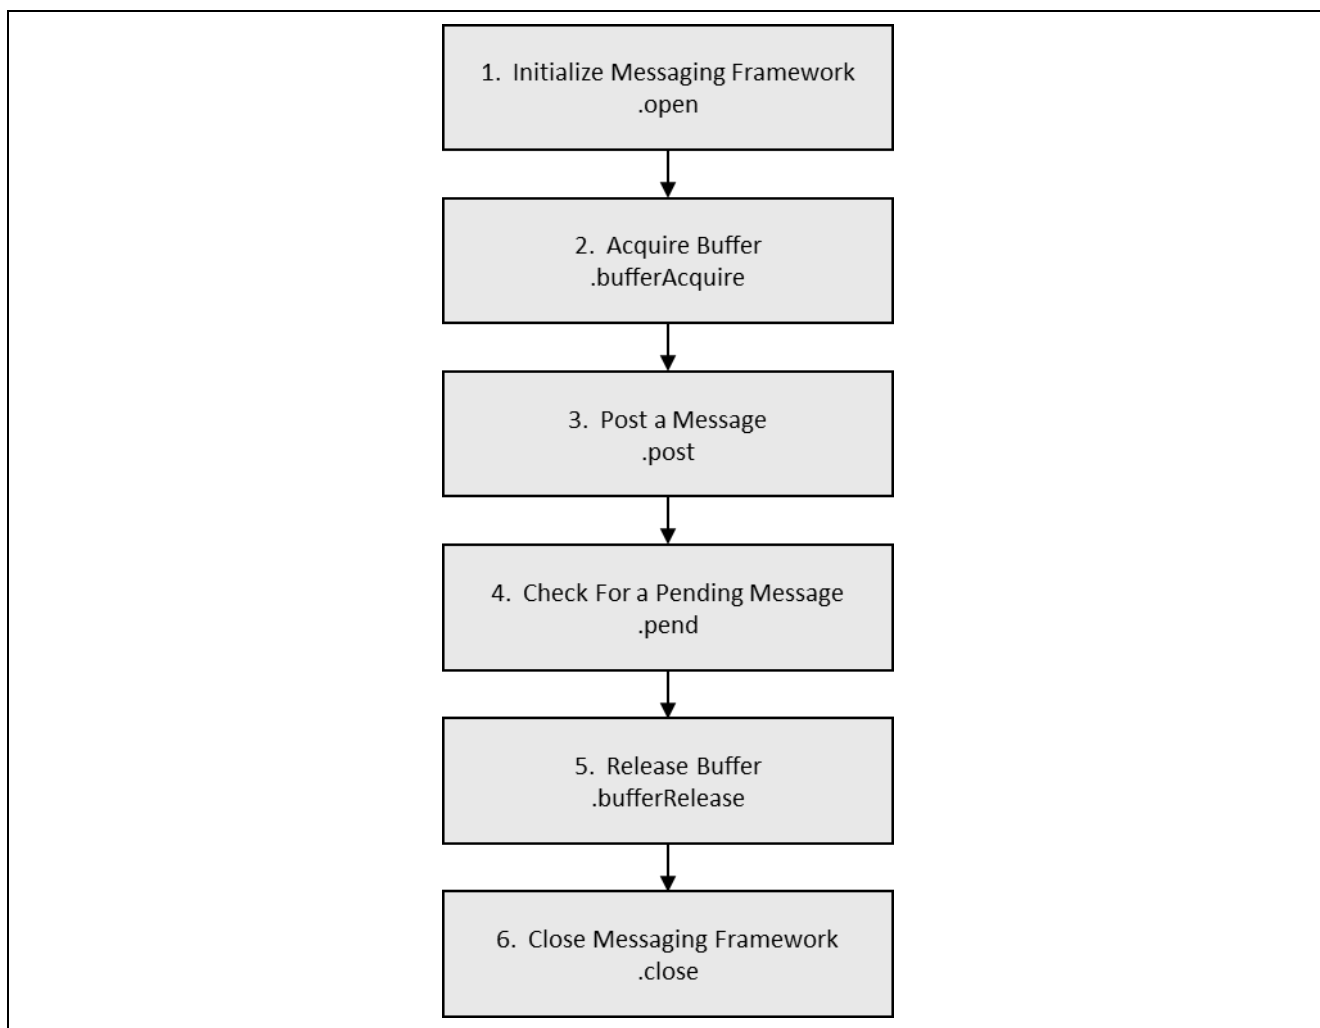 1. Initialize Messaging Framework
.open
2. Acquire Buffer
.bufferAcquire
3. Post a Message
.post
4. Check For a Pending Message
.pend
5. Release Buffer
.bufferRelease
6. Close Messaging Framework
.close